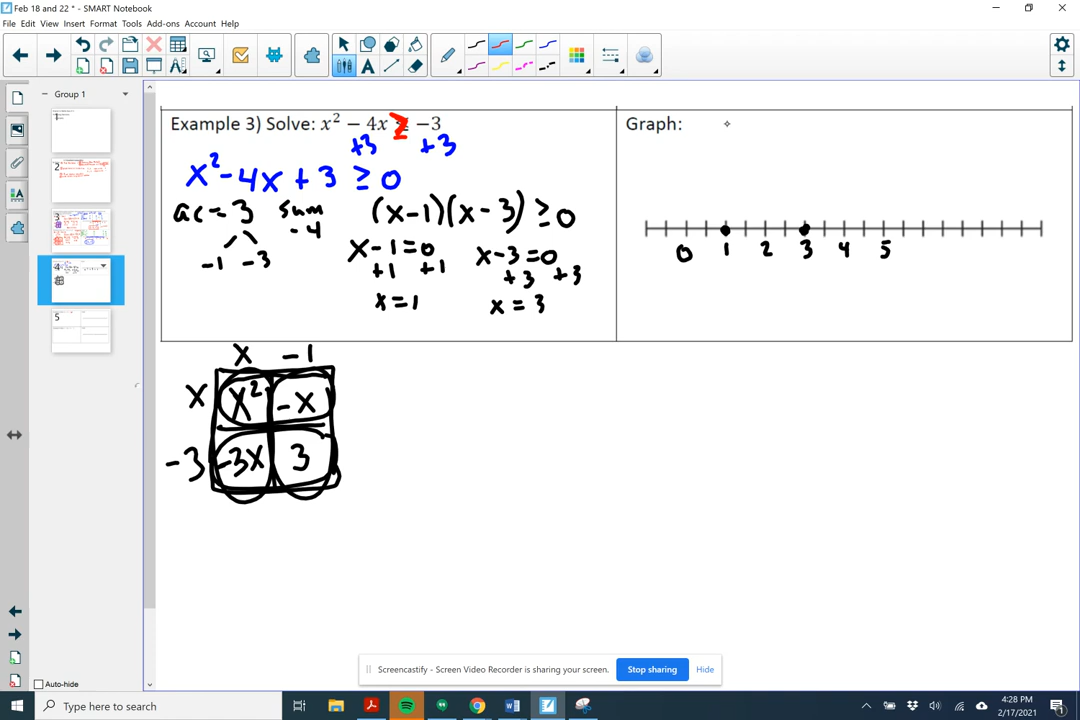 Feb 18 and 22 * - SMART Notebook
File Edit View Insert Format Tools Add-ons Account Help
Group 1
2
3
4
5
Example 3) Solve: x² − 4x ≥ −3
+3 +3
x² - 4x + 3 ≥ 0
ac = 3 sum
-4
-1 -3
(x-1)(x-3) ≥ 0
x-1=0 x-3=0
+1 +1 +3 +3
x=1 x=3
Graph:
0 1 2 3 4 5
x -1
x x² -x
-3 -3x 3
Screencastify - Screen Video Recorder is sharing your screen. Stop sharing Hide
Auto-hide
Type here to search
4:28 PM
2/17/2021